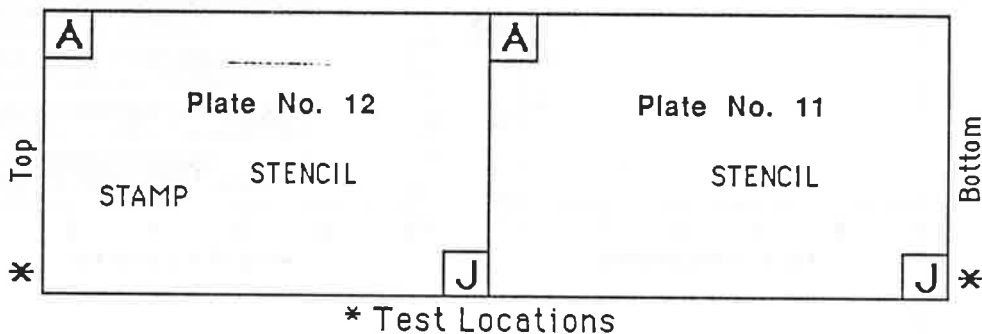 A A
Plate No. 12 Plate No. 11
Top STAMP STENCIL STENCIL Bottom
* J J *
* Test Locations